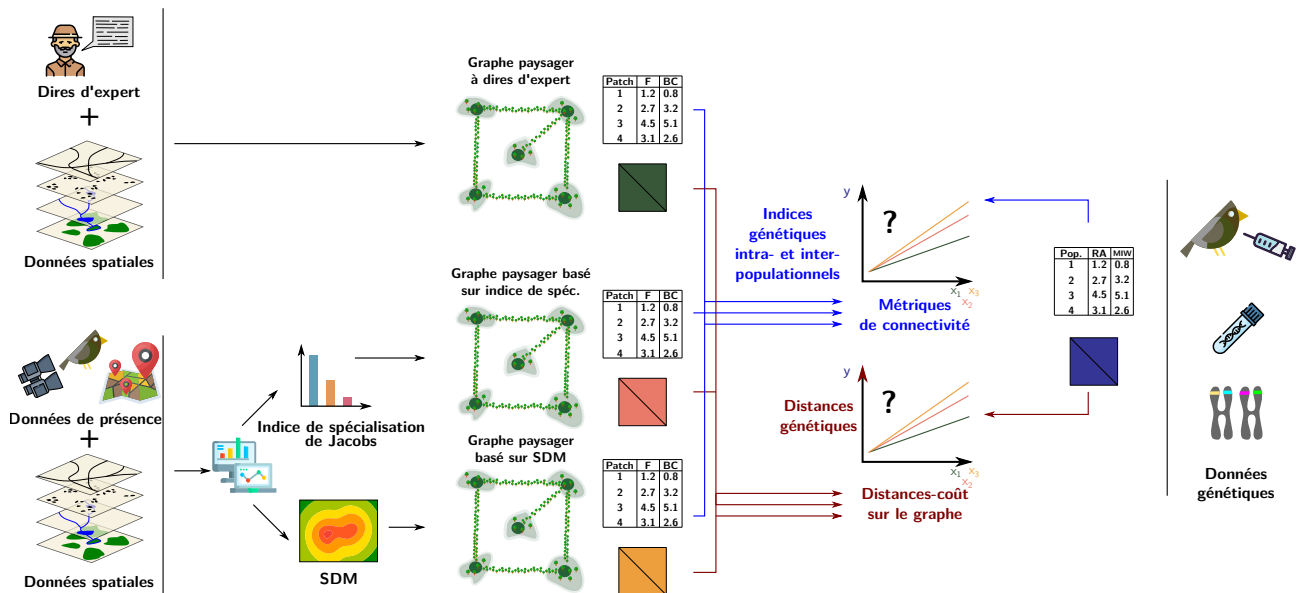 Dires d'expert
+
Données spatiales
Données de présence
+
Données spatiales
Indice de spécialisation
de Jacobs
SDM
Graphe paysager
à dires d'expert
Patch F BC
1 1.2 0.8
2 2.7 3.2
3 4.5 5.1
4 3.1 2.6
Graphe paysager basé
sur indice de spéc.
Patch F BC
1 1.2 0.8
2 2.7 3.2
3 4.5 5.1
4 3.1 2.6
Graphe paysager
basé sur SDM
Patch F BC
1 1.2 0.8
2 2.7 3.2
3 4.5 5.1
4 3.1 2.6
Indices
génétiques
intra- et inter-
populationnels
y
?
x1 x3
x2
Métriques
de connectivité
Distances
génétiques
y
?
x1 x3
x2
Distances-coût
sur le graphe
Pop. RA MIW
1 1.2 0.8
2 2.7 3.2
3 4.5 5.1
4 3.1 2.6
Données
génétiques